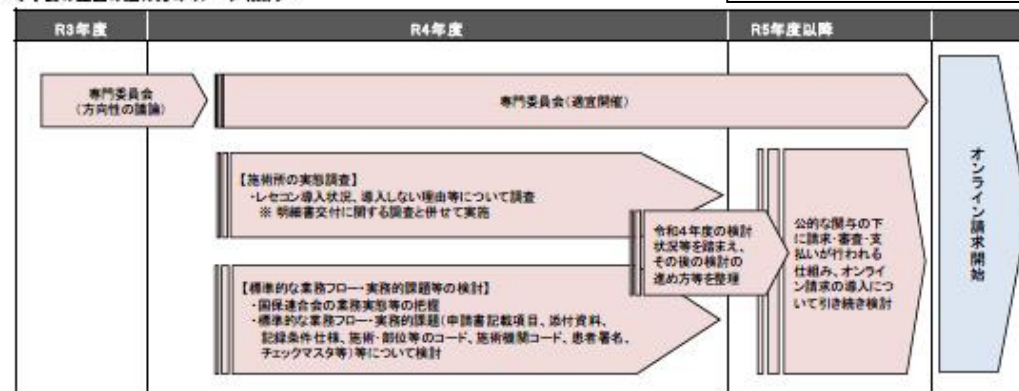 R3年度
R4年度
R5年度以降
専門委員会
(方向性の議論)
専門委員会(適宜開催)
【施術所の実態調査】
・レセコン導入状況、導入しない理由等について調査
※ 明細書交付に関する調査と併せて実施
令和4年度の検討
状況等を踏まえ、
その後の検討の
進め方等を整理
【標準的な業務フロー・実務的課題等の検討】
・国保連合会の業務実態等の把握
・標準的な業務フロー・実務的課題(申請書記載項目、添付資料、
記録条件仕様、施術・部位等のコード、施術機関コード、患者署名、
チェックマスタ等)等について検討
公的な関与の下
に請求・審査・支
払いが行われる
仕組み、オンライ
ン請求の導入につ
いて引き続き検討
オンライン請求開始